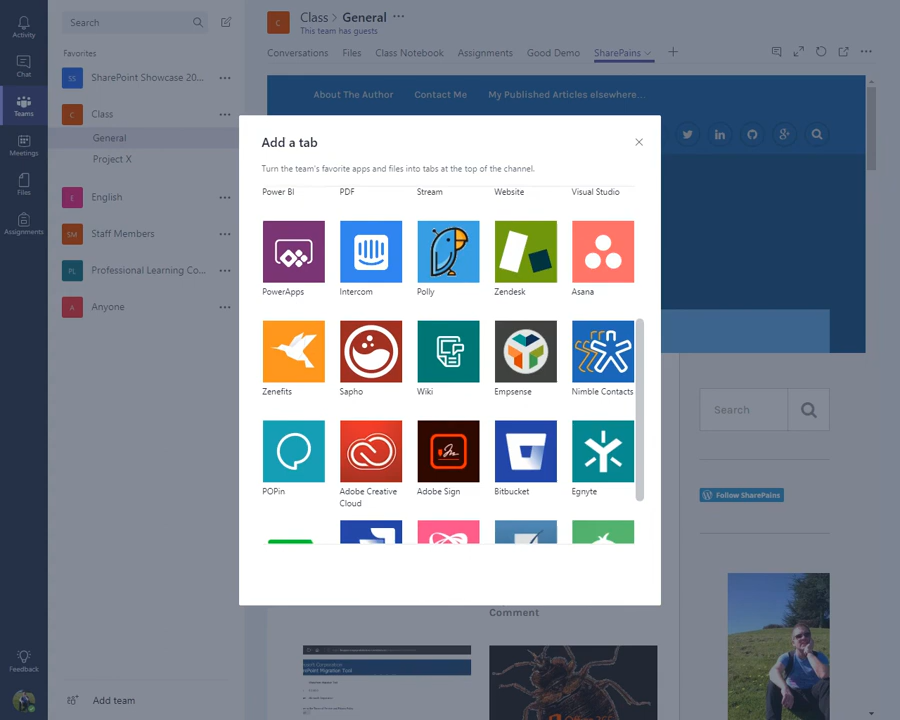 Activity
Chat
Teams
Meetings
Files
Assignments
Feedback
Search
Favorites
SS
SharePoint Showcase 20...
C
Class
General
Project X
E
English
SM
Staff Members
PL
Professional Learning Co...
A
Anyone
Add team
C
Class > General
This team has guests
Conversations
Files
Class Notebook
Assignments
Good Demo
SharePains
About The Author
Contact Me
My Published Articles elsewhere...
Add a tab
Turn the team's favorite apps and files into tabs at the top of the channel.
Power BI
PDF
Stream
Website
Visual Studio
PowerApps
Intercom
Polly
Zendesk
Asana
Zenefits
Sapho
Wiki
Empsense
Nimble Contacts
POPin
Adobe Creative
Cloud
Adobe Sign
Bitbucket
Egnyte
Search
Follow SharePains
Comment